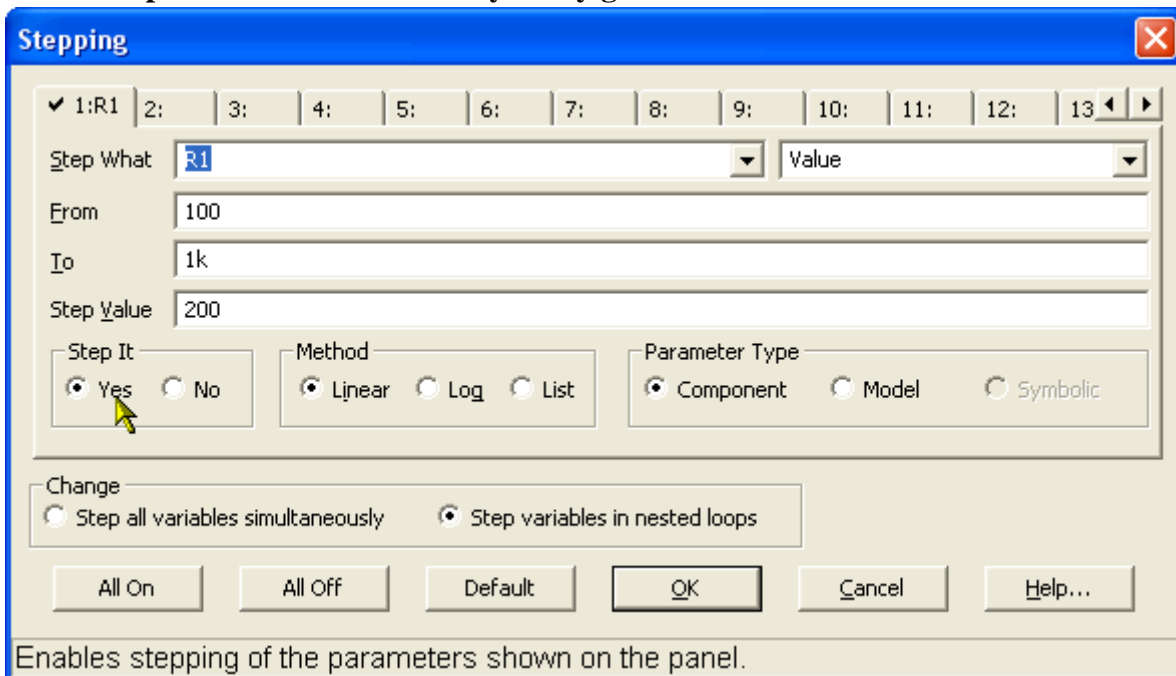 Stepping
1:R1 2: 3: 4: 5: 6: 7: 8: 9: 10: 11: 12: 13
Step What R1 Value
From 100
To 1k
Step Value 200
Step It Method Parameter Type
Yes No Linear Log List Component Model Symbolic
Change
Step all variables simultaneously Step variables in nested loops
All On All Off Default OK Cancel Help...
Enables stepping of the parameters shown on the panel.